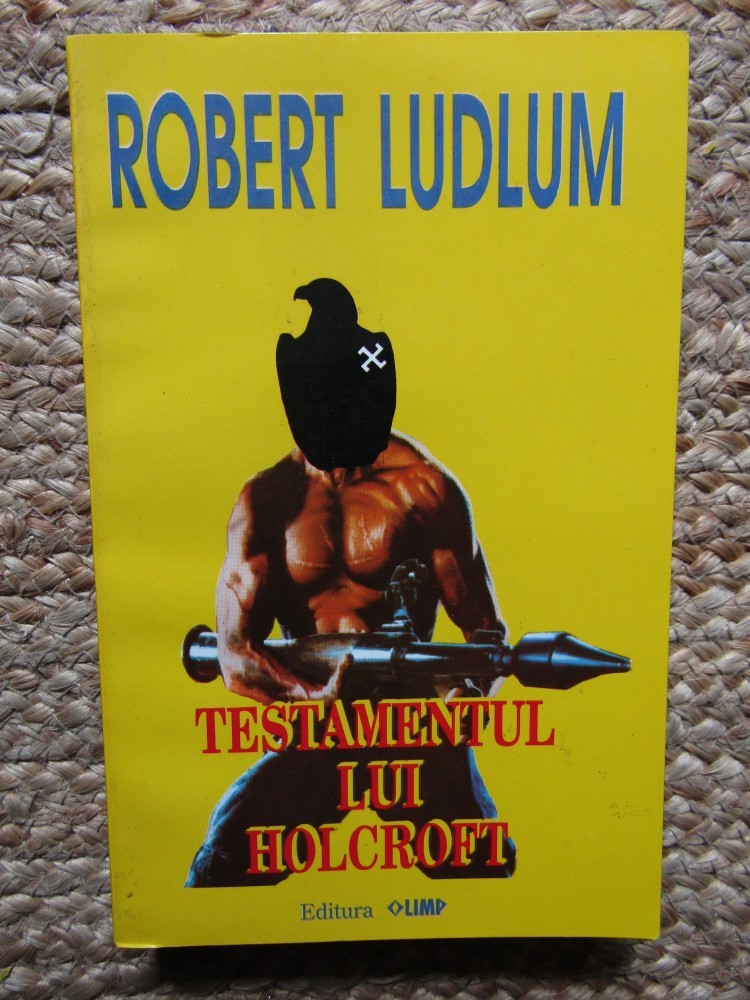 ROBERT LUDLUM
TESTAMENTUL
LUI
HOLCROFT
Editura OLIMP